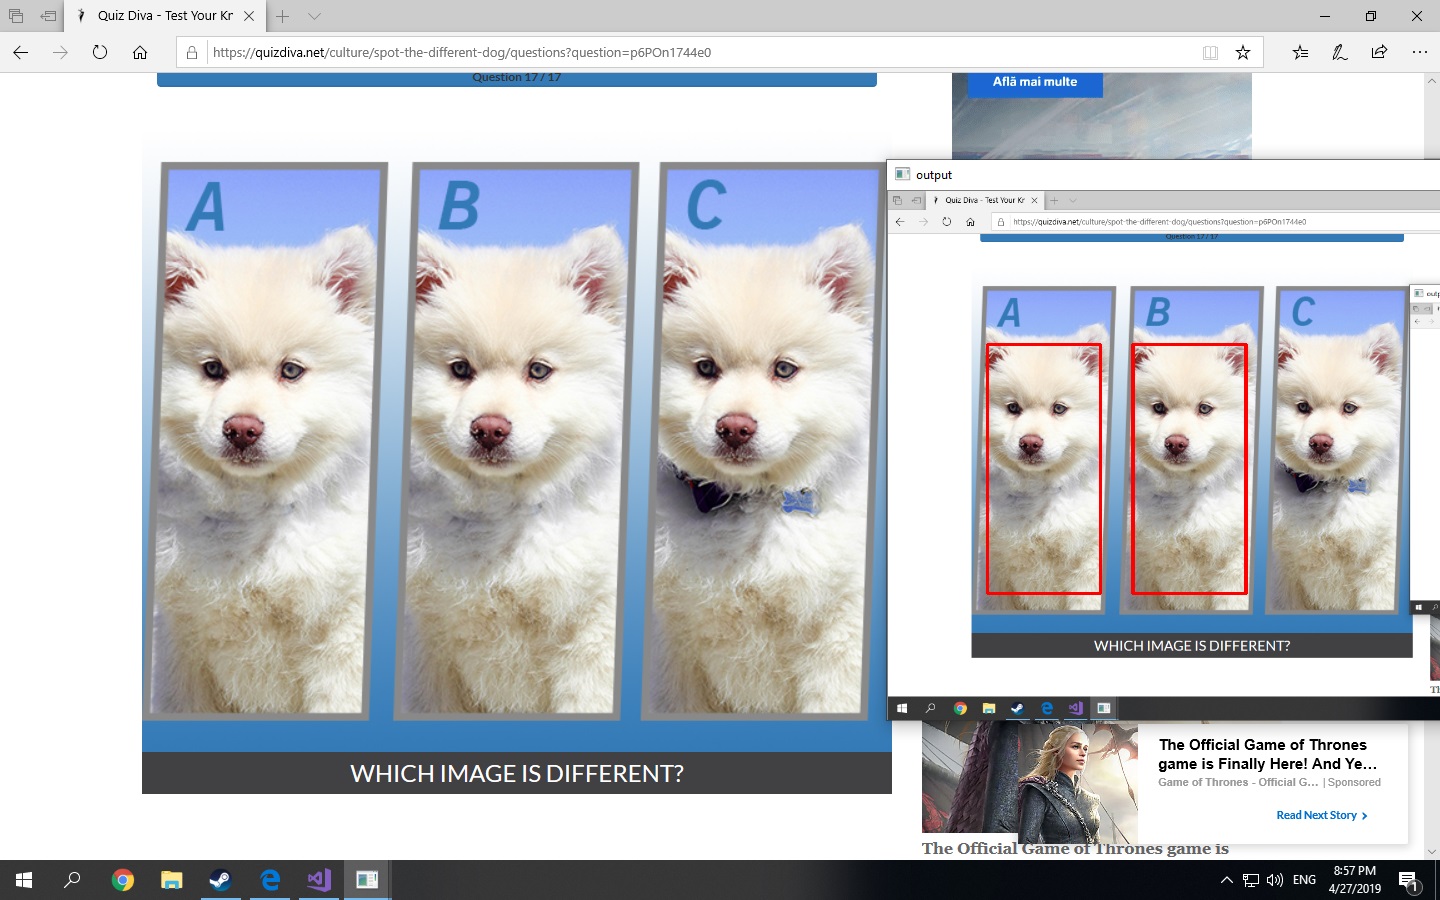 Quiz Diva - Test Your Kr
https://quizdiva.net/culture/spot-the-different-dog/questions?question=p6POn1744e0
Question 17 / 17
Află mai multe
A
B
C
WHICH IMAGE IS DIFFERENT?
output
Quiz Diva - Test Your Kr
https://quizdiva.net/culture/spot-the-different-dog/questions?question=p6POn1744e0
Question 17 / 17
A
B
C
outp
WHICH IMAGE IS DIFFERENT?
Th
The Official Game of Thrones
game is Finally Here! And Ye...
Game of Thrones - Official G... | Sponsored
Read Next Story
The Official Game of Thrones game is
ENG
8:57 PM
4/27/2019
1